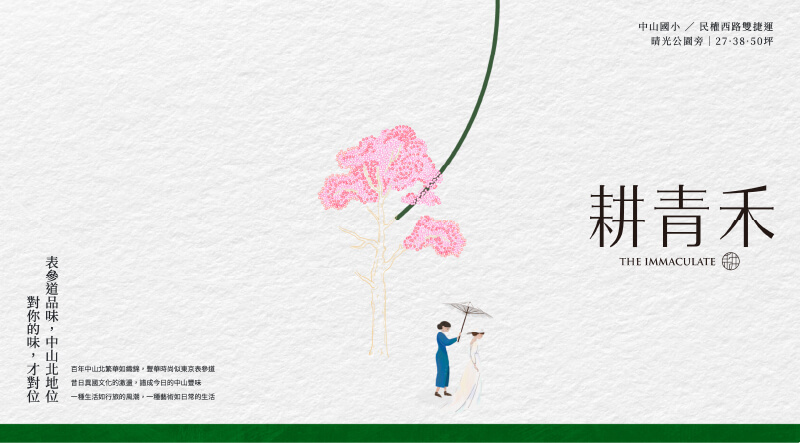 中山國小 ／ 民權西路雙捷運
晴光公園旁｜27·38·50坪
耕青禾
THE IMMACULATE
表參道品味，中山北地位
對你的味，才對位
百年中山北繁華如織錦，聲華時尚似東京表參道
昔日異國文化的激盪，譜成今日的中山豐味
一種生活如行旅的風潮，一種藝術如日常的生活